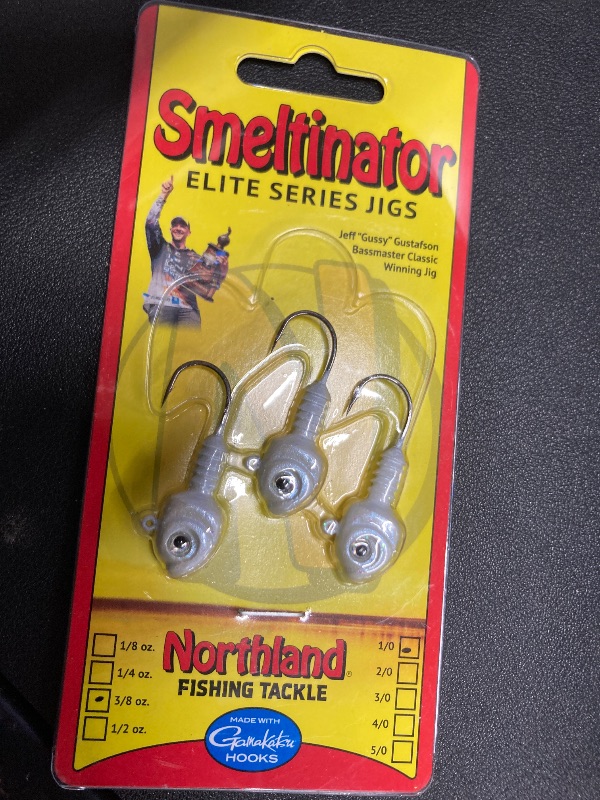 Smeltinator
ELITE SERIES JIGS
Jeff "Gussy" Gustafson
Bassmaster Classic
Winning Jig
Northland®
FISHING TACKLE
1/8 oz.
1/4 oz.
3/8 oz.
1/2 oz.
MADE WITH
Gamakatsu
HOOKS
1/0
2/0
3/0
4/0
5/0